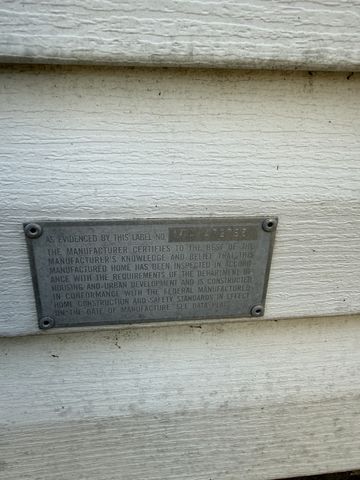 AS EVIDENCED BY THIS LABEL NO.
THE MANUFACTURER CERTIFIES TO THE BEST OF THE
MANUFACTURER'S KNOWLEDGE AND BELIEF THAT THIS
MANUFACTURED HOME HAS BEEN INSPECTED IN ACCORD-
ANCE WITH THE REQUIREMENTS OF THE DEPARTMENT OF
HOUSING AND URBAN DEVELOPMENT AND IS CONSTRUCTED
IN CONFORMANCE WITH THE FEDERAL MANUFACTURED
HOME CONSTRUCTION AND SAFETY STANDARDS IN EFFECT
ON THE DATE OF MANUFACTURE. SEE DATA PLATE.